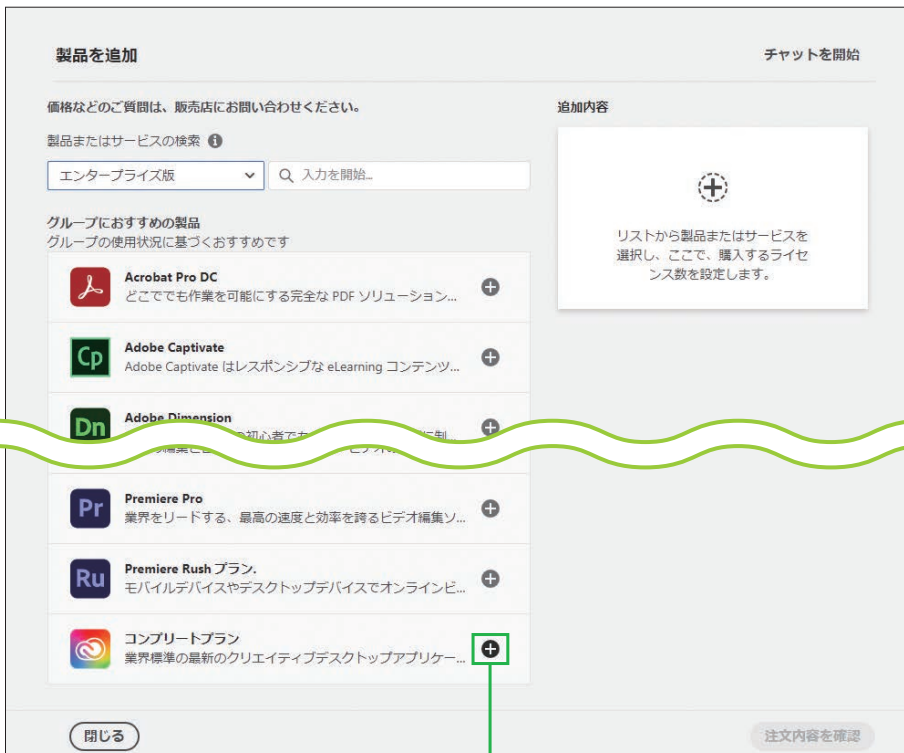 製品を追加
チャットを開始
価格などのご質問は、販売店にお問い合わせください。
製品またはサービスの検索
エンタープライズ版
入力を開始...
グループにおすすめの製品
グループの使用状況に基づくおすすめです
Acrobat Pro DC
どこででも作業を可能にする完全な PDF ソリューション...
Cp
Adobe Captivate
Adobe Captivate はレスポンシブな eLearning コンテンツ...
Dn
Adobe Dimension
の初心者でも
Pr
Premiere Pro
業界をリードする、最高の速度と効率を誇るビデオ編集ソ...
Ru
Premiere Rush プラン.
モバイルデバイスやデスクトップデバイスでオンラインビ...
コンプリートプラン
業界標準の最新のクリエイティブデスクトップアプリケー...
追加内容
リストから製品またはサービスを
選択し、ここで、購入するライセ
ンス数を設定します。
閉じる
注文内容を確認